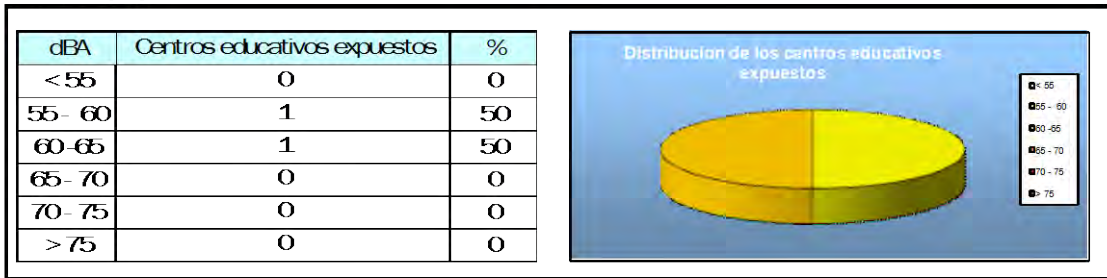 dBA Centros educativos expuestos %
< 55 0 0
55 - 60 1 50
60-65 1 50
65 - 70 0 0
70 - 75 0 0
> 75 0 0
Distribucion de los centros educativos
expuestos
< 55
55 - 60
60 -65
65 - 70
70 - 75
> 75